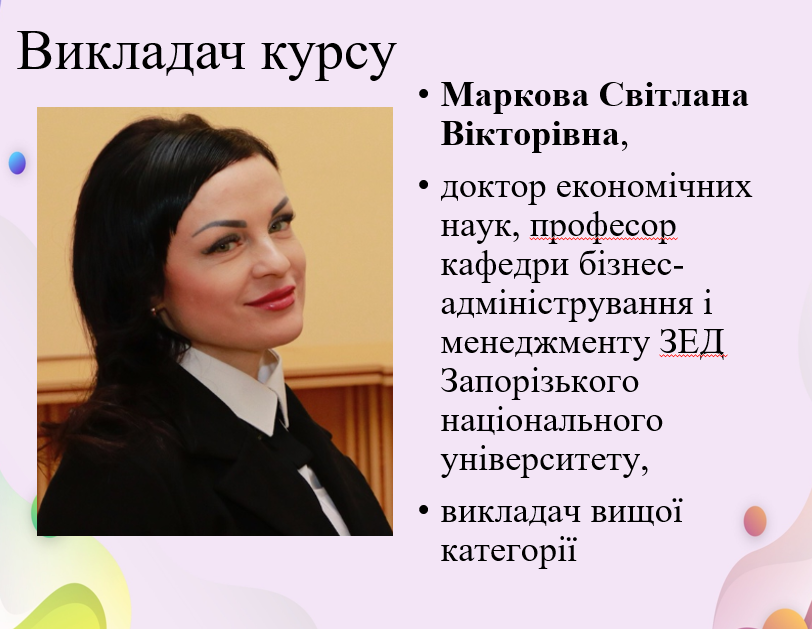 Викладач курсу
• Маркова Світлана
Вікторівна,
• доктор економічних
наук, професор
кафедри бізнес-
адміністрування і
менеджменту ЗЕД
Запорізького
національного
університету,
• викладач вищої
категорії